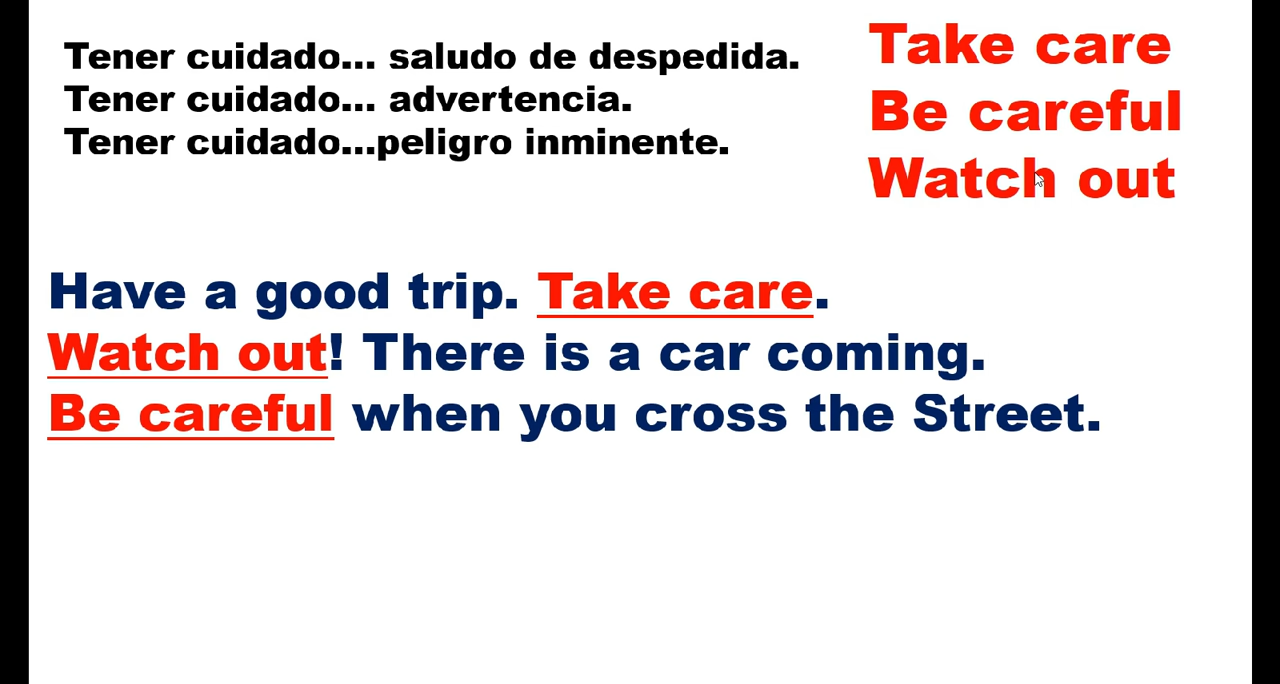 Tener cuidado... saludo de despedida.
Tener cuidado... advertencia.
Tener cuidado...peligro inminente.
Take care
Be careful
Watch out
Have a good trip. Take care.
Watch out! There is a car coming.
Be careful when you cross the Street.